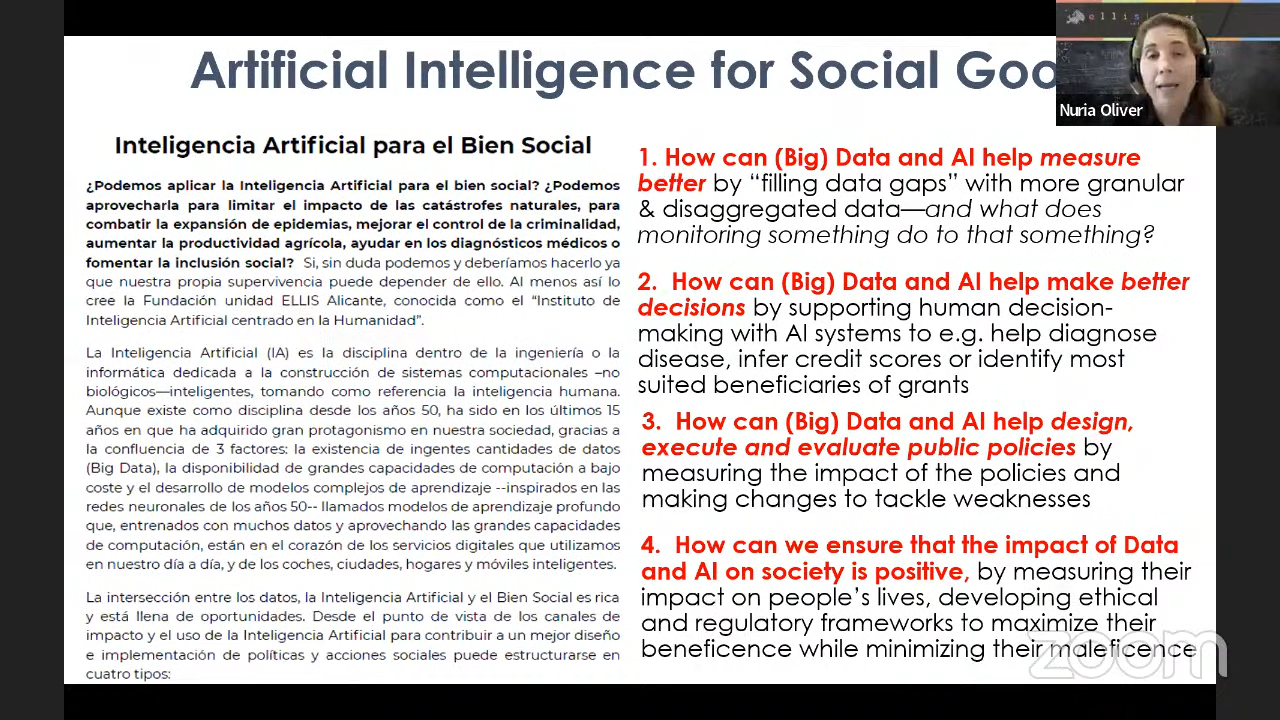 Artificial Intelligence for Social Goo
ellis
Nuria Oliver
Inteligencia Artificial para el Bien Social
¿Podemos aplicar la Inteligencia Artificial para el bien social? ¿Podemos
aprovecharla para limitar el impacto de las catástrofes naturales, para
combatir la expansión de epidemias, mejorar el control de la criminalidad,
aumentar la productividad agrícola, ayudar en los diagnósticos médicos o
fomentar la inclusión social? Si, sin duda podemos y deberíamos hacerlo ya
que nuestra propia supervivencia puede depender de ello. Al menos así lo
cree la Fundación unidad ELLIS Alicante, conocida como el “Instituto de
Inteligencia Artificial centrado en la Humanidad”.
La Inteligencia Artificial (IA) es la disciplina dentro de la ingeniería o la
informática dedicada a la construcción de sistemas computacionales –no
biológicos—inteligentes, tomando como referencia la inteligencia humana.
Aunque existe como disciplina desde los años 50, ha sido en los últimos 15
años en que ha adquirido gran protagonismo en nuestra sociedad, gracias a
la confluencia de 3 factores: la existencia de ingentes cantidades de datos
(Big Data), la disponibilidad de grandes capacidades de computación a bajo
coste y el desarrollo de modelos complejos de aprendizaje --inspirados en las
redes neuronales de los años 50-- llamados modelos de aprendizaje profundo
que, entrenados con muchos datos y aprovechando las grandes capacidades
de computación, están en el corazón de los servicios digitales que utilizamos
en nuestro día a día, y de los coches, ciudades, hogares y móviles inteligentes.
La intersección entre los datos, la Inteligencia Artificial y el Bien Social es rica
y está llena de oportunidades. Desde el punto de vista de los canales de
impacto y el uso de la Inteligencia Artificial para contribuir a un mejor diseño
e implementación de políticas y acciones sociales puede estructurarse en
cuatro tipos:
1. How can (Big) Data and AI help measure
better by “filling data gaps” with more granular
& disaggregated data—and what does
monitoring something do to that something?
2. How can (Big) Data and AI help make better
decisions by supporting human decision-
making with AI systems to e.g. help diagnose
disease, infer credit scores or identify most
suited beneficiaries of grants
3. How can (Big) Data and AI help design,
execute and evaluate public policies by
measuring the impact of the policies and
making changes to tackle weaknesses
4. How can we ensure that the impact of Data
and AI on society is positive, by measuring their
impact on people’s lives, developing ethical
and regulatory frameworks to maximize their
beneficence while minimizing their maleficence
zoom